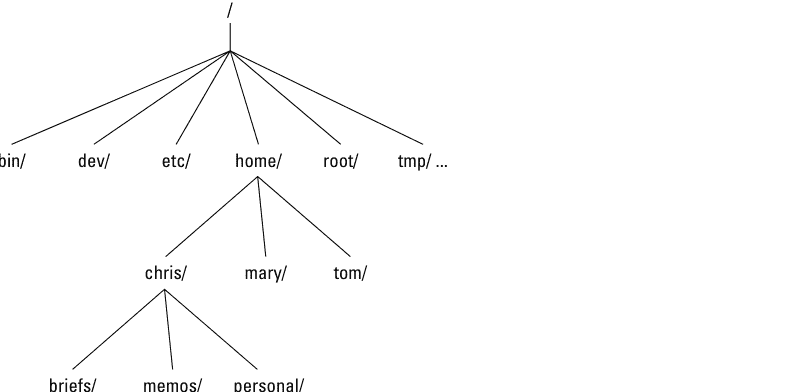 /
bin/ dev/ etc/ home/ root/ tmp/ ...
chris/ mary/ tom/
briefs/ memos/ personal/